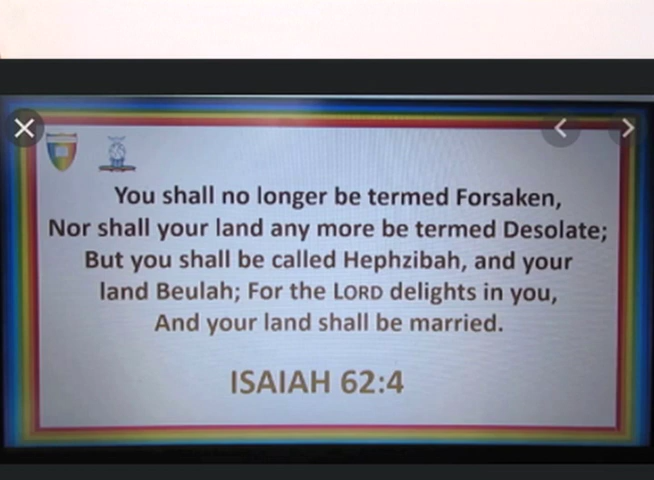 You shall no longer be termed Forsaken,
Nor shall your land any more be termed Desolate;
But you shall be called Hephzibah, and your
land Beulah; For the LORD delights in you,
And your land shall be married.
ISAIAH 62:4